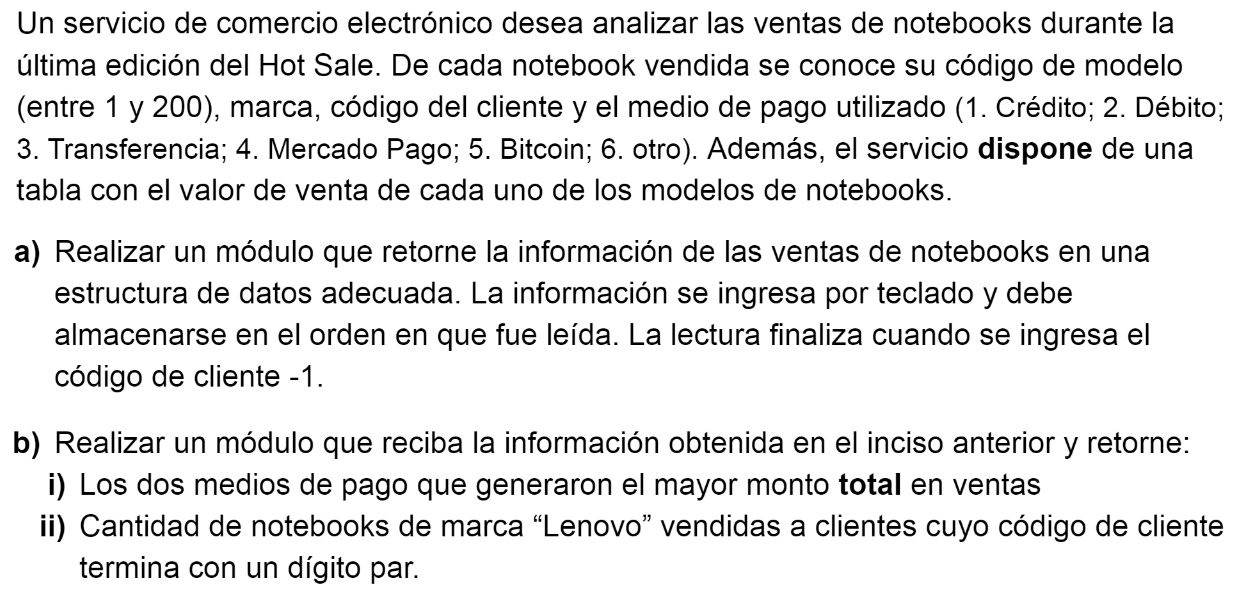 Un servicio de comercio electrónico desea analizar las ventas de notebooks durante la
última edición del Hot Sale. De cada notebook vendida se conoce su código de modelo
(entre 1 y 200), marca, código del cliente y el medio de pago utilizado (1. Crédito; 2. Débito;
3. Transferencia; 4. Mercado Pago; 5. Bitcoin; 6. otro). Además, el servicio dispone de una
tabla con el valor de venta de cada uno de los modelos de notebooks.
a) Realizar un módulo que retorne la información de las ventas de notebooks en una
estructura de datos adecuada. La información se ingresa por teclado y debe
almacenarse en el orden en que fue leída. La lectura finaliza cuando se ingresa el
código de cliente -1.
b) Realizar un módulo que reciba la información obtenida en el inciso anterior y retorne:
i) Los dos medios de pago que generaron el mayor monto total en ventas
ii) Cantidad de notebooks de marca “Lenovo” vendidas a clientes cuyo código de cliente
termina con un dígito par.